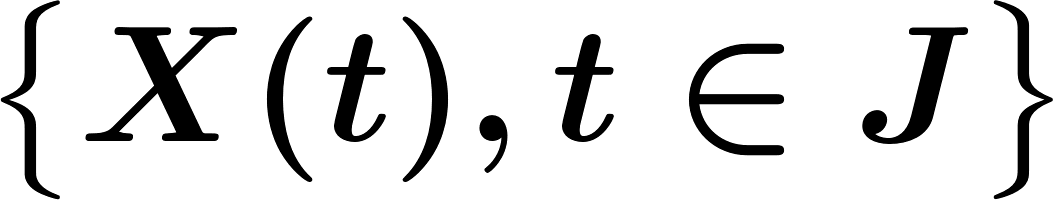 {X(t), t ∈ J}